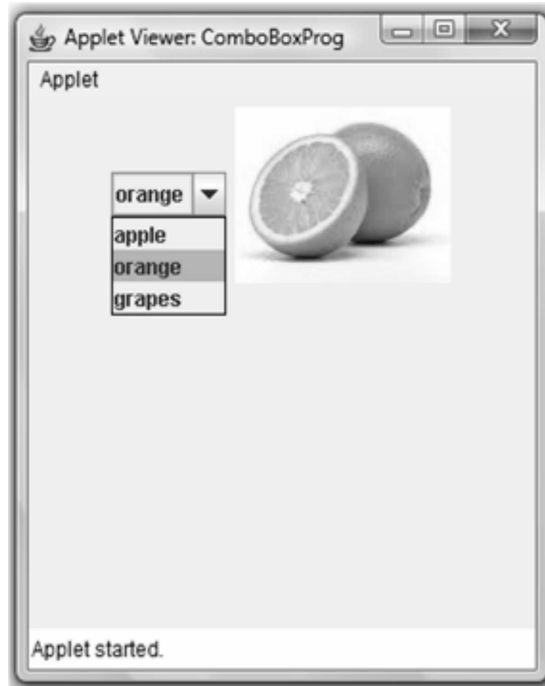 Applet Viewer: ComboBoxProg
Applet
orange
apple
orange
grapes
Applet started.